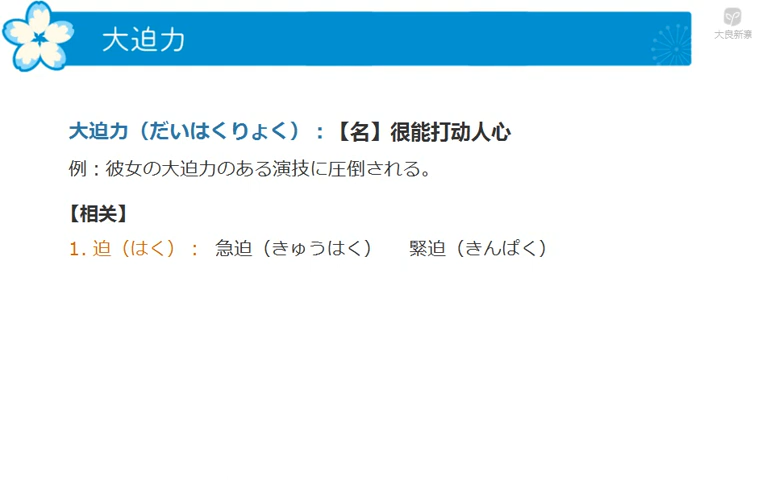 大迫力
大良新禀
大迫力（だいはくりょく）：【名】很能打动人心
例：彼女の大迫力のある演技に圧倒される。
【相关】
1. 迫（はく）： 急迫（きゅうはく） 緊迫（きんぱく）